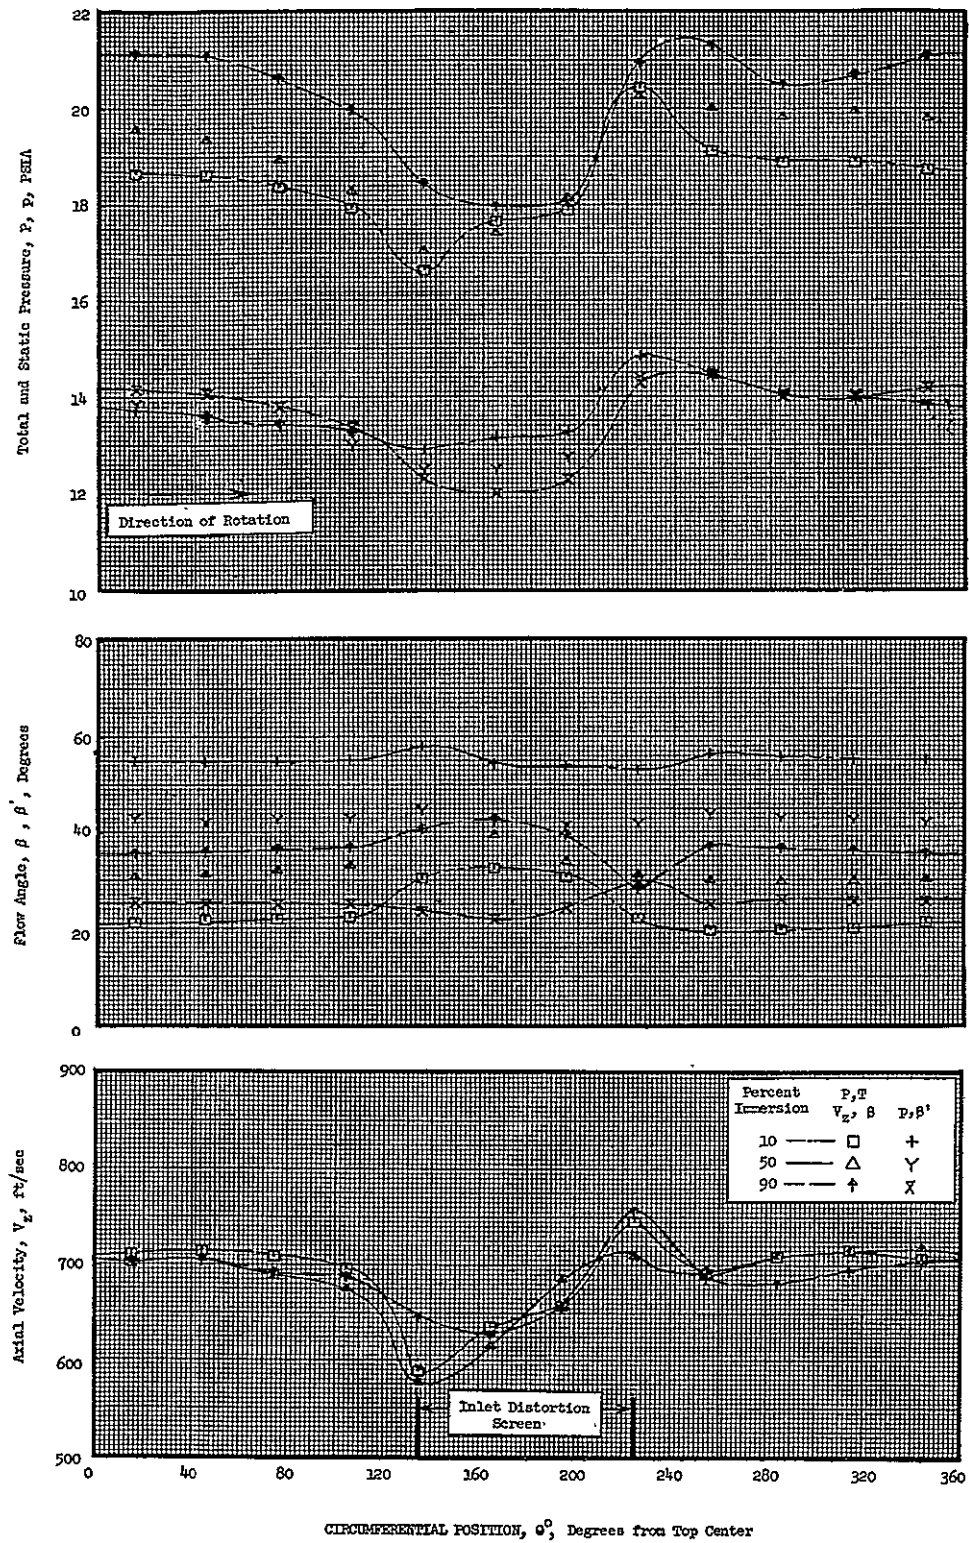 22
20
18
16
14
12
10
Total and Static Pressure, P, p, PSIA
Direction of Rotation
80
60
40
20
0
Flow Angle, β , β', Degrees
900
800
700
600
500
Axial Velocity, Vz, ft/sec
Percent P,T
Immersion Vz, β p,β'
10
50
90
Inlet Distortion
Screen
0 40 80 120 160 200 240 280 320 360
CIRCUMFERENTIAL POSITION, θ°, Degrees from Top Center